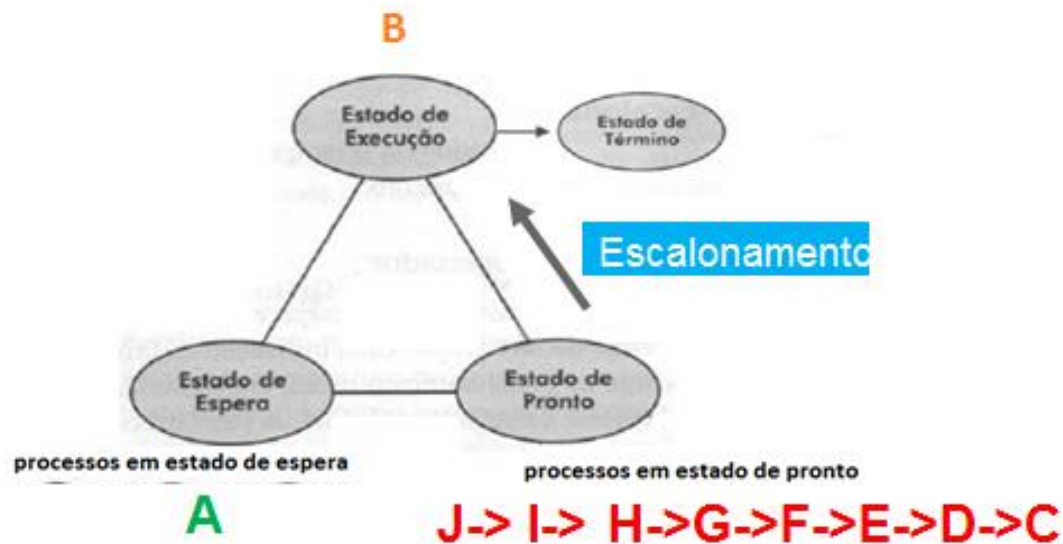 B
Estado de
Execução
Estado de
Término
Escalonamento
Estado de
Espera
Estado de
Pronto
processos em estado de espera
processos em estado de pronto
A
J-> I-> H->G->F->E->D->C